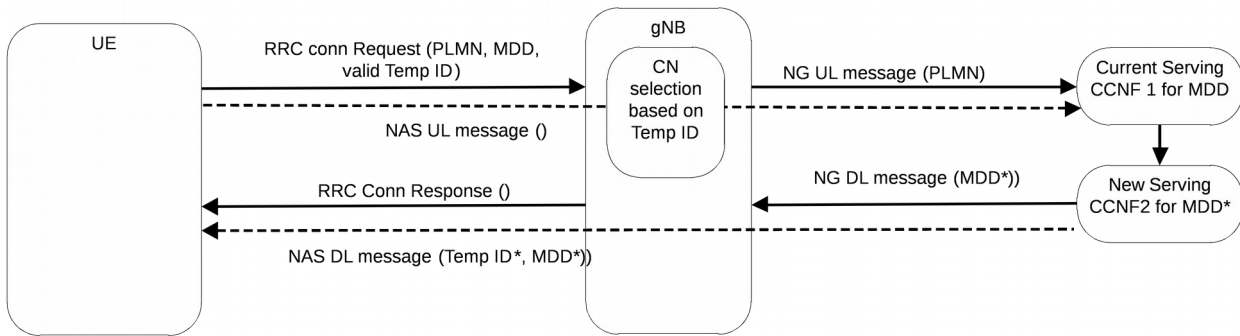 UE
RRC conn Request (PLMN, MDD,
valid Temp ID)
NAS UL message ()
RRC Conn Response ()
NAS DL message (Temp ID*, MDD*))
gNB
CN
selection
based on
Temp ID
NG UL message (PLMN)
NG DL message (MDD*))
Current Serving
CCNF 1 for MDD
New Serving
CCNF2 for MDD*